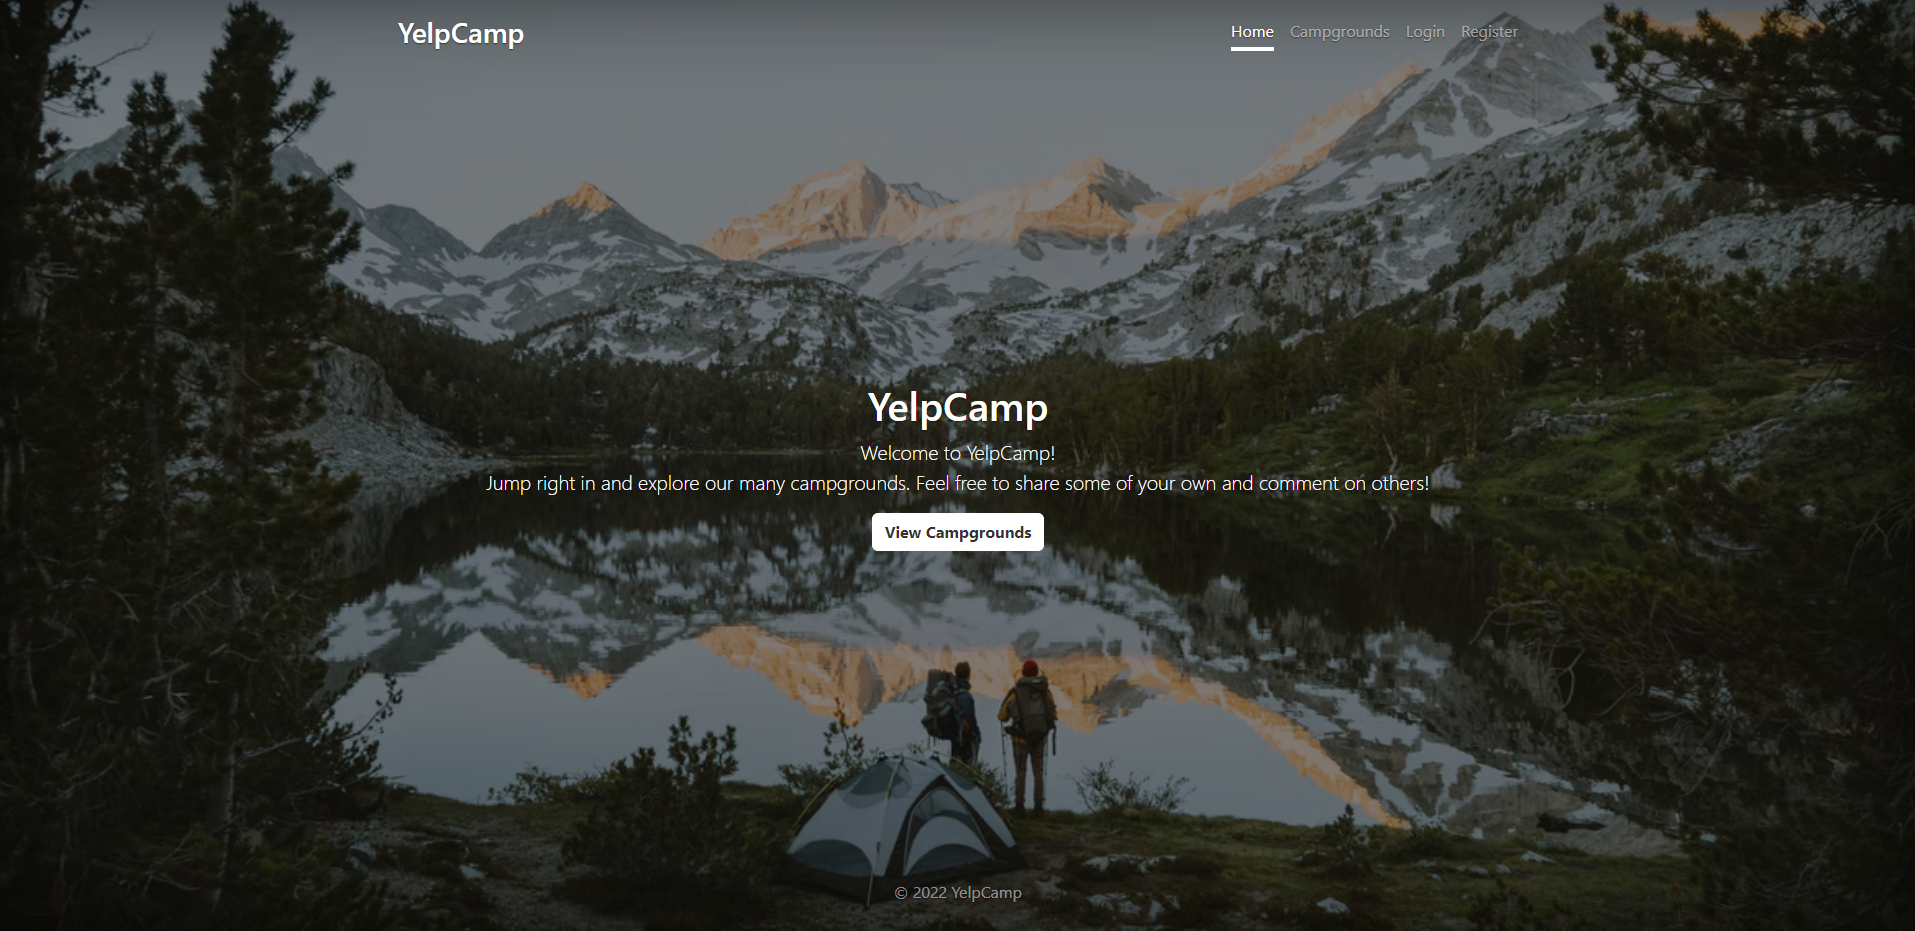 YelpCamp
Home Campgrounds Login Register
YelpCamp
Welcome to YelpCamp!
Jump right in and explore our many campgrounds. Feel free to share some of your own and comment on others!
View Campgrounds
© 2022 YelpCamp